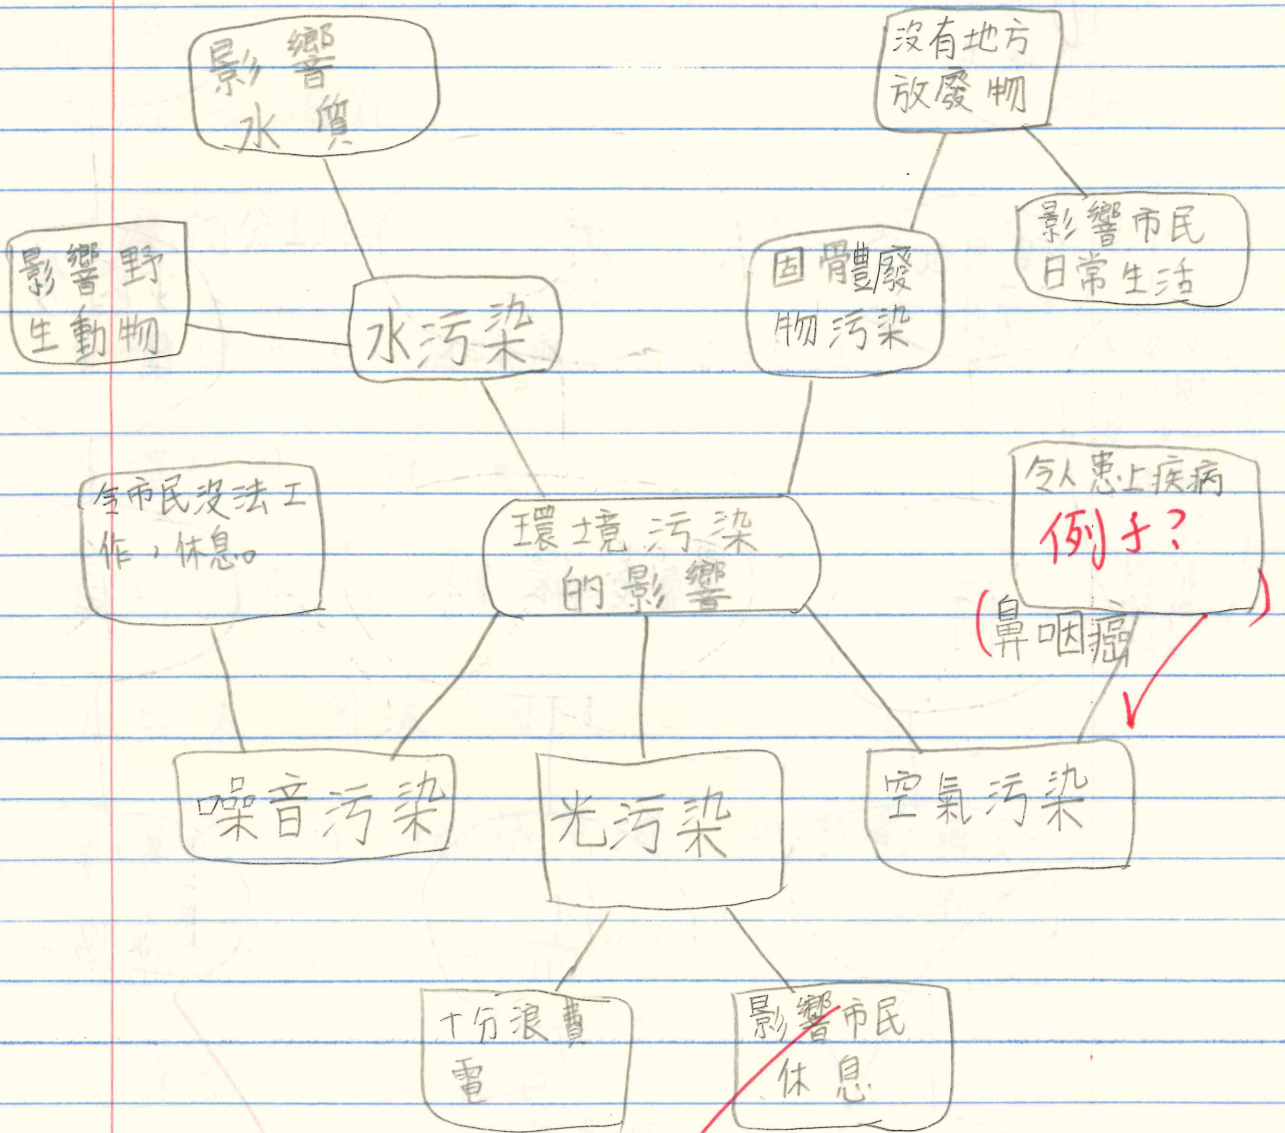 影響
水質
沒有地方
放廢物
影響野
生動物
影響市民
日常生活
水污染
固體廢
物污染
令市民沒法工
作，休息。
環境污染
的影響
令人患上疾病
例子？
(鼻咽癌)
噪音污染
光污染
空氣污染
十分浪費
電
影響市民
休息